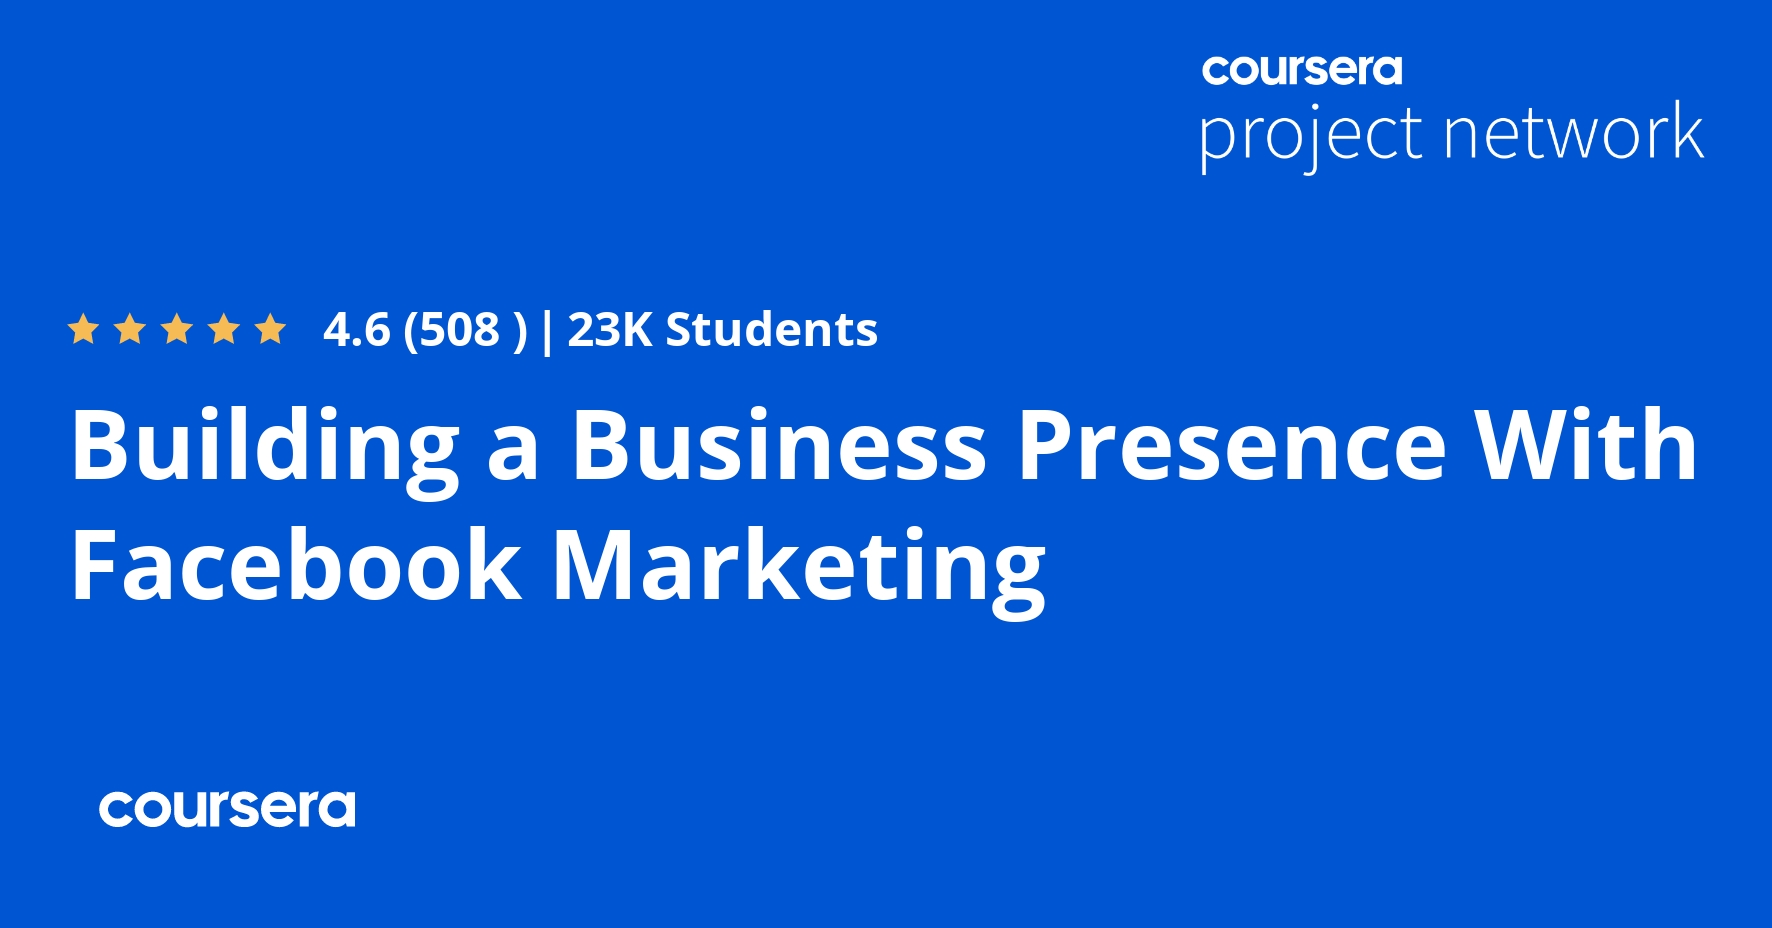 coursera
project network
4.6 (508 ) | 23K Students
Building a Business Presence With
Facebook Marketing
coursera